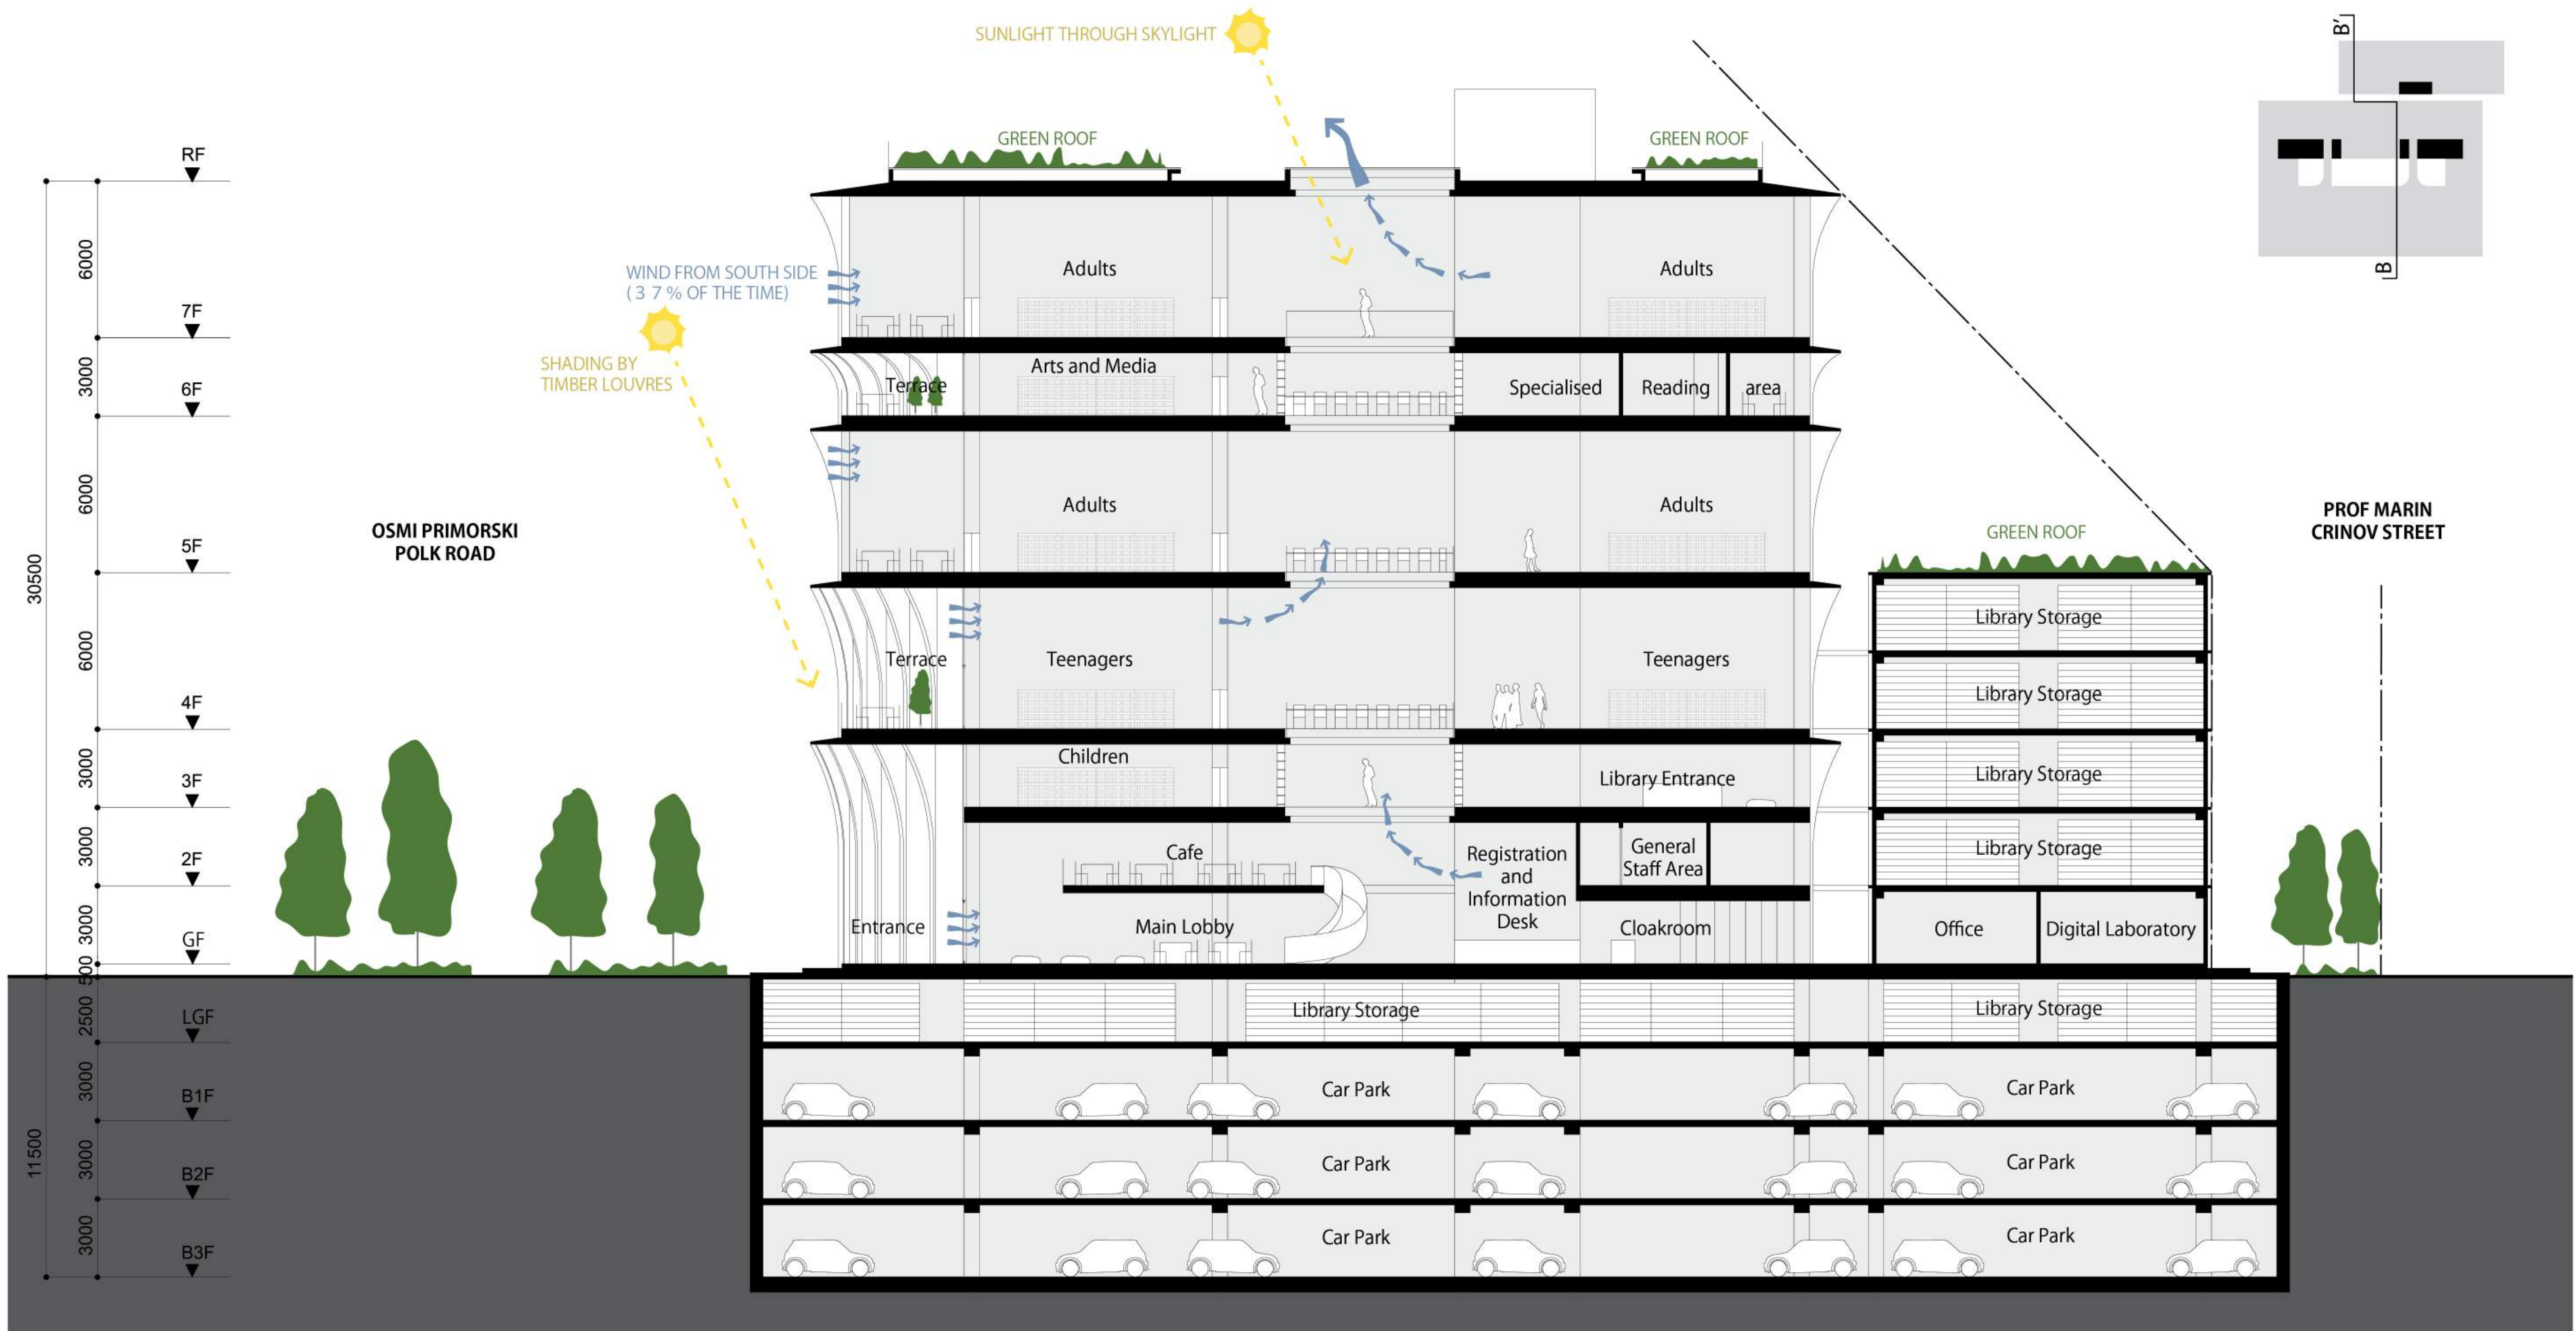 SUNLIGHT THROUGH SKYLIGHT
B'
B
GREEN ROOF
GREEN ROOF
RF
6000
Adults
Adults
WIND FROM SOUTH SIDE
( 3 7 % OF THE TIME)
7F
SHADING BY
TIMBER LOUVRES
3000
Terrace
Arts and Media
Specialised
Reading
area
6F
6000
Adults
Adults
OSMI PRIMORSKI
POLK ROAD
PROF MARIN
CRINOV STREET
GREEN ROOF
5F
30500
6000
Terrace
Teenagers
Teenagers
Library Storage
Library Storage
4F
3000
Children
Library Entrance
Library Storage
3F
3000
Cafe
Registration
and
Information
Desk
General
Staff Area
Library Storage
2F
3000
Entrance
Main Lobby
Cloakroom
Office
Digital Laboratory
GF
500
2500
LGF
Library Storage
Library Storage
3000
B1F
Car Park
Car Park
11500
3000
B2F
Car Park
Car Park
3000
B3F
Car Park
Car Park